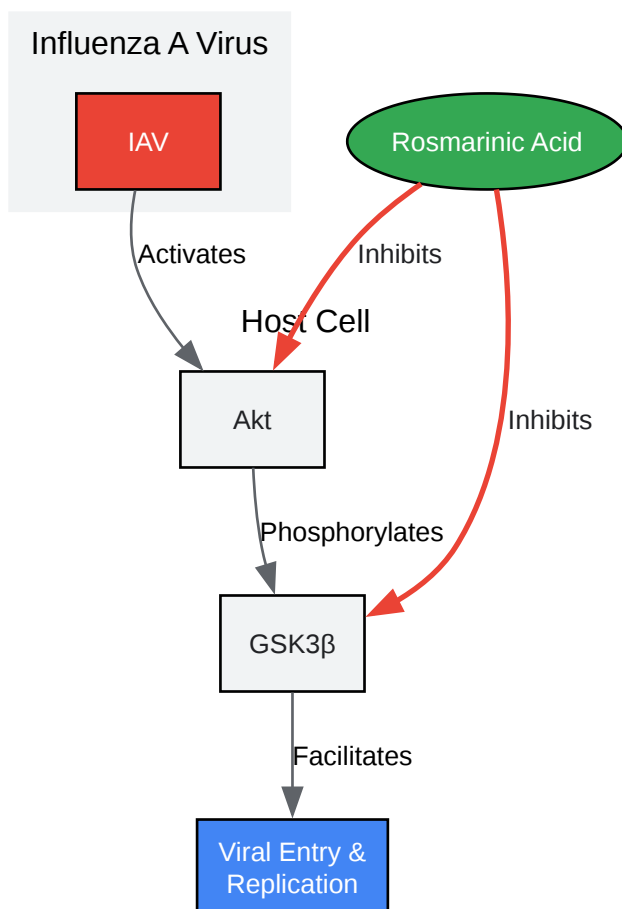 Influenza A Virus
IAV
Rosmarinic Acid
Activates
Inhibits
Host Cell
Akt
Inhibits
Phosphorylates
GSK3β
Facilitates
Viral Entry &
Replication